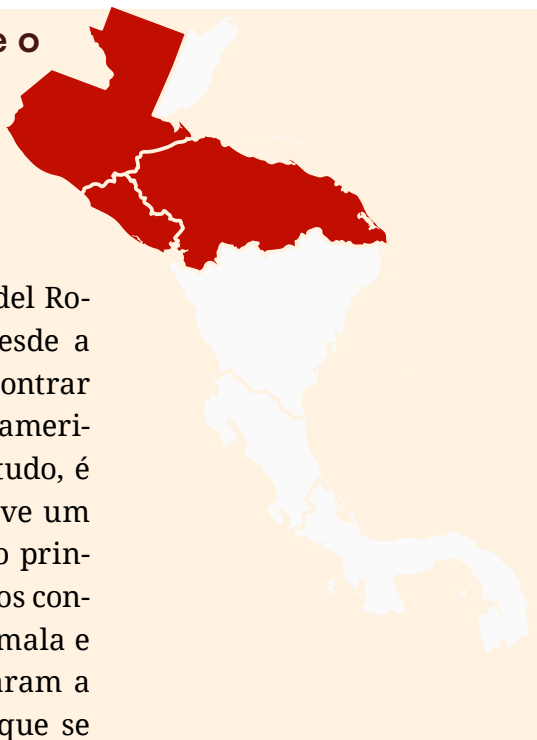 e o
del Ro-
esde a
ontrar
ameri-
tudo, é
ve um
o prin-
os con-
mala e
aram a
que se